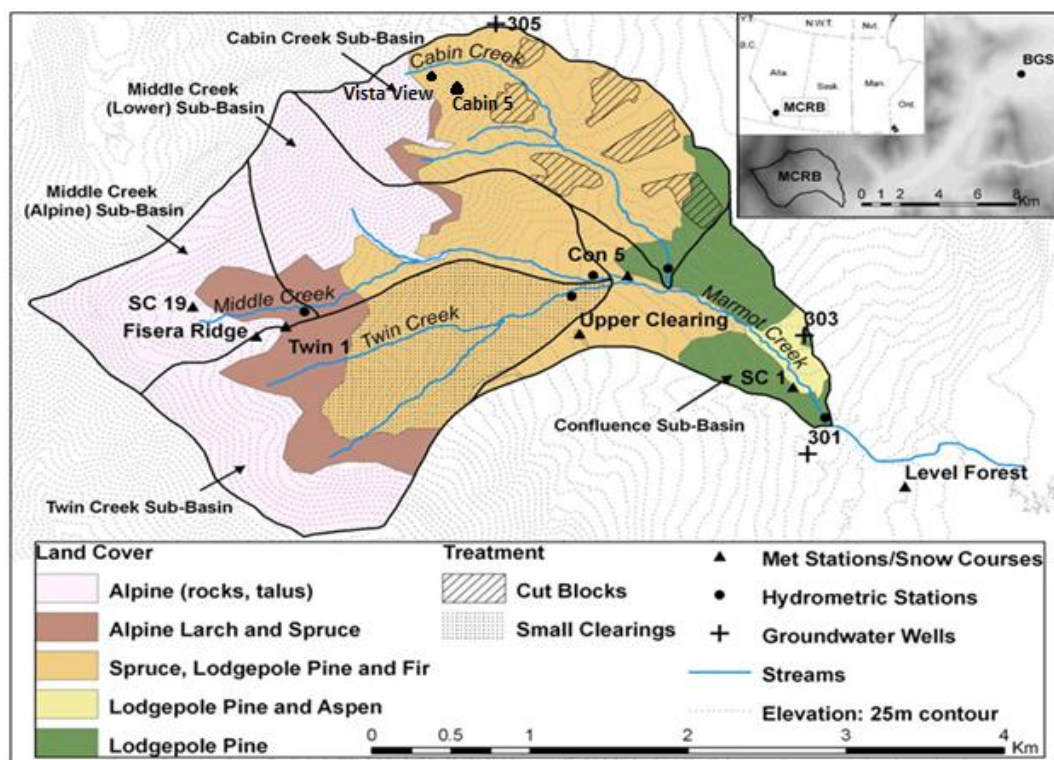 305
Cabin Creek Sub-Basin
Cabin Creek
Vista View
Cabin 5
Middle Creek
(Lower) Sub-Basin
Middle Creek
(Alpine) Sub-Basin
SC 19
Middle Creek
Fisera Ridge
Twin 1
Twin Creek
Con 5
Upper Clearing
Marmot Creek
303
SC 1
Confluence Sub-Basin
301
Level Forest
Twin Creek Sub-Basin
Y.T.
N.W.T.
Nvt.
B.C.
Alta.
Sask.
Man.
Ont.
MCRB
BGS
MCRB
0 1 2 4 6 8
Km
Land Cover
Alpine (rocks, talus)
Alpine Larch and Spruce
Spruce, Lodgepole Pine and Fir
Lodgepole Pine and Aspen
Lodgepole Pine
Treatment
Cut Blocks
Small Clearings
Met Stations/Snow Courses
Hydrometric Stations
Groundwater Wells
Streams
Elevation: 25m contour
0 0.5 1 2 3 4
Km